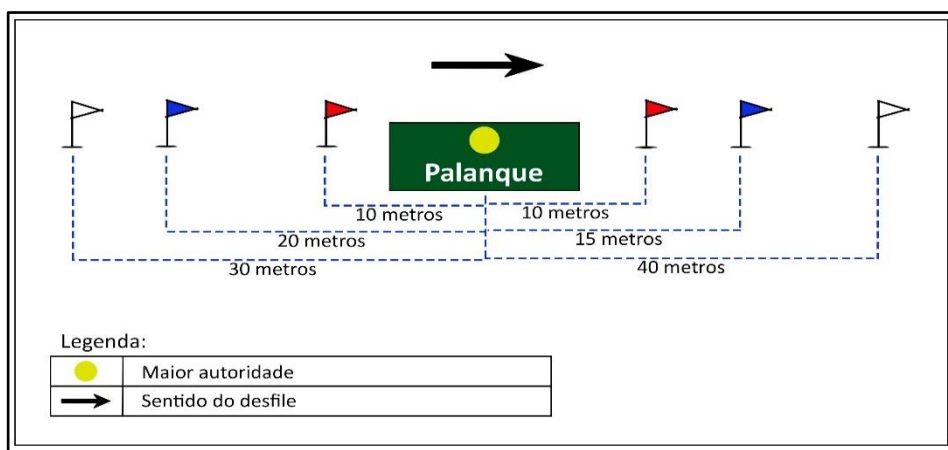 Palanque
10 metros 10 metros
20 metros 15 metros
30 metros 40 metros
Legenda:
Maior autoridade
Sentido do desfile